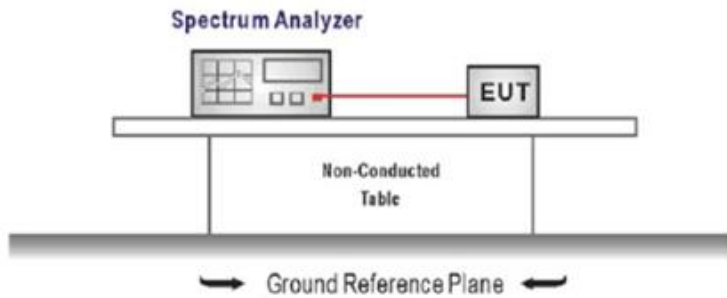 Spectrum Analyzer
EUT
Non-Conducted
Table
Ground Reference Plane